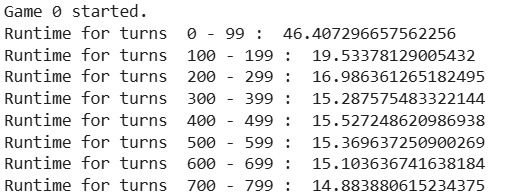 Game 0 started.
Runtime for turns  0 - 99 :  46.407296657562256
Runtime for turns  100 - 199 :  19.53378129005432
Runtime for turns  200 - 299 :  16.986361265182495
Runtime for turns  300 - 399 :  15.287575483322144
Runtime for turns  400 - 499 :  15.527248620986938
Runtime for turns  500 - 599 :  15.369637250900269
Runtime for turns  600 - 699 :  15.103636741638184
Runtime for turns  700 - 799 :  14.883880615234375